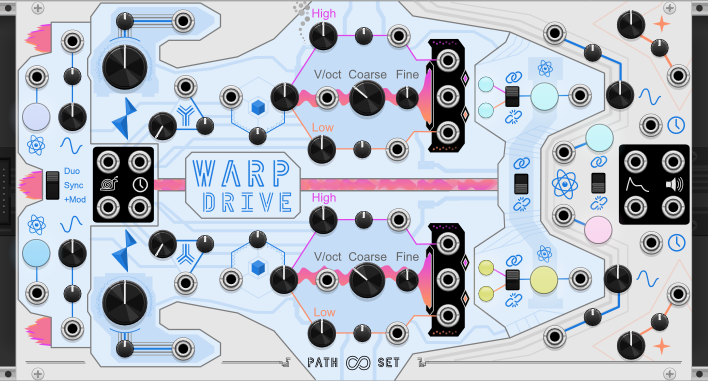 High
V/oct Coarse Fine
Low
Duo
Sync
+Mod
WARP
DRIVE
High
V/oct Coarse Fine
Low
PATH SET